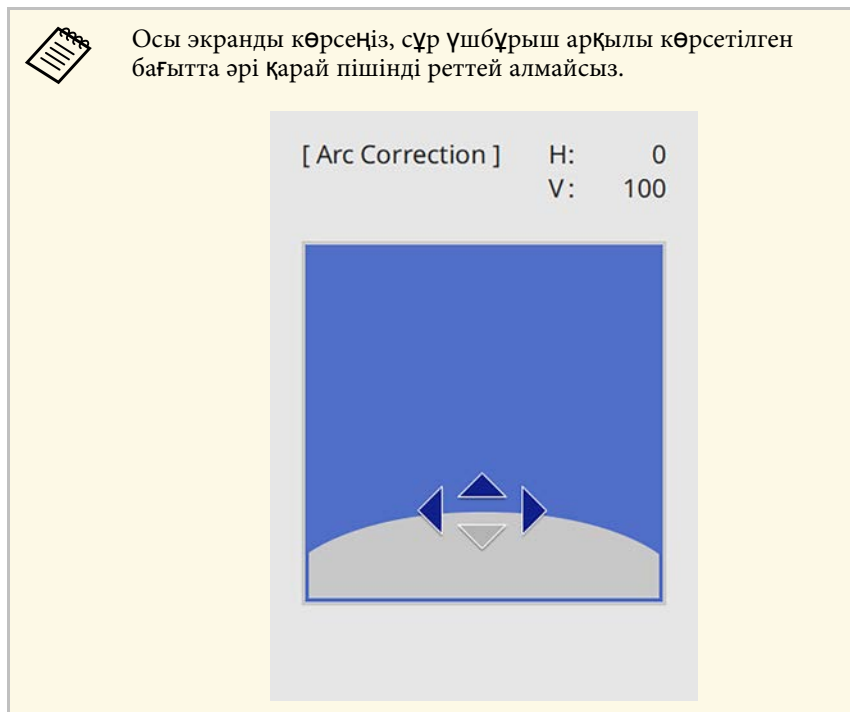 Осы экранды көрсеңіз, сұр үшбұрыш арқылы көрсетілген
бағытта әрі қарай пішінді реттей алмайсыз.
[ Arc Correction ] H: 0
V: 100